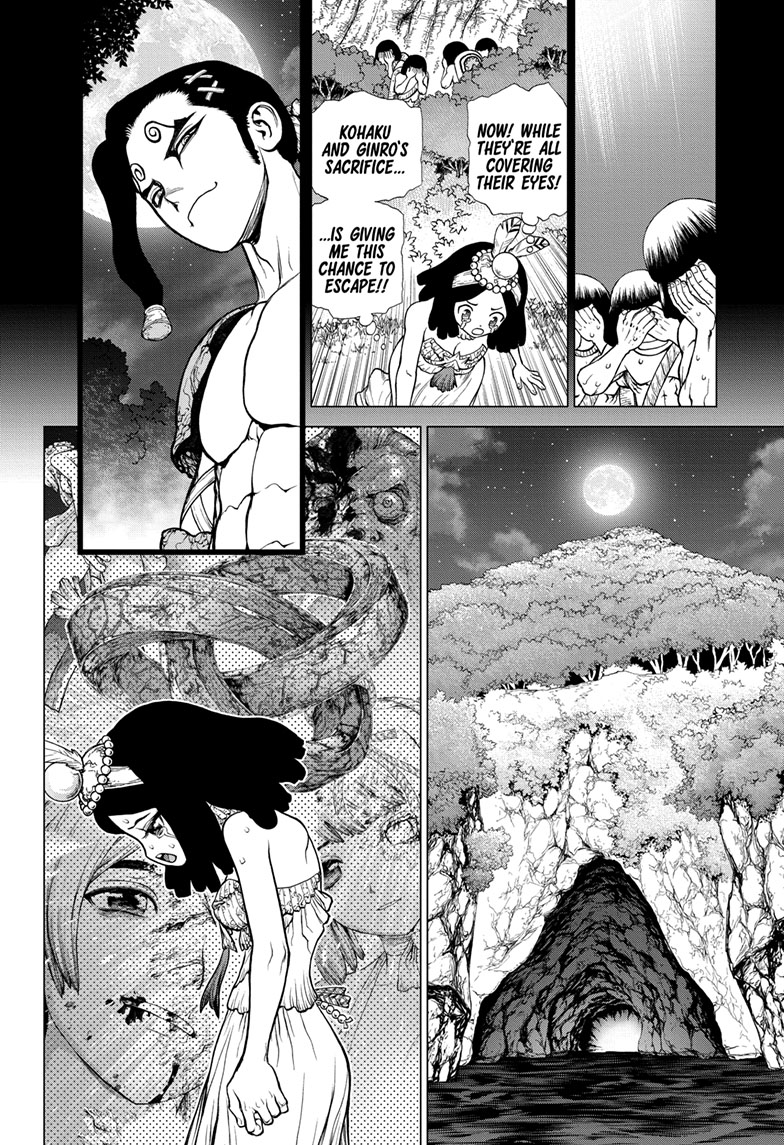 NOW! WHILE
THEY'RE ALL
COVERING
THEIR EYES!
KOHAKU
AND GINRO'S
SACRIFICE...
...IS GIVING
ME THIS
CHANCE TO
ESCAPE!!